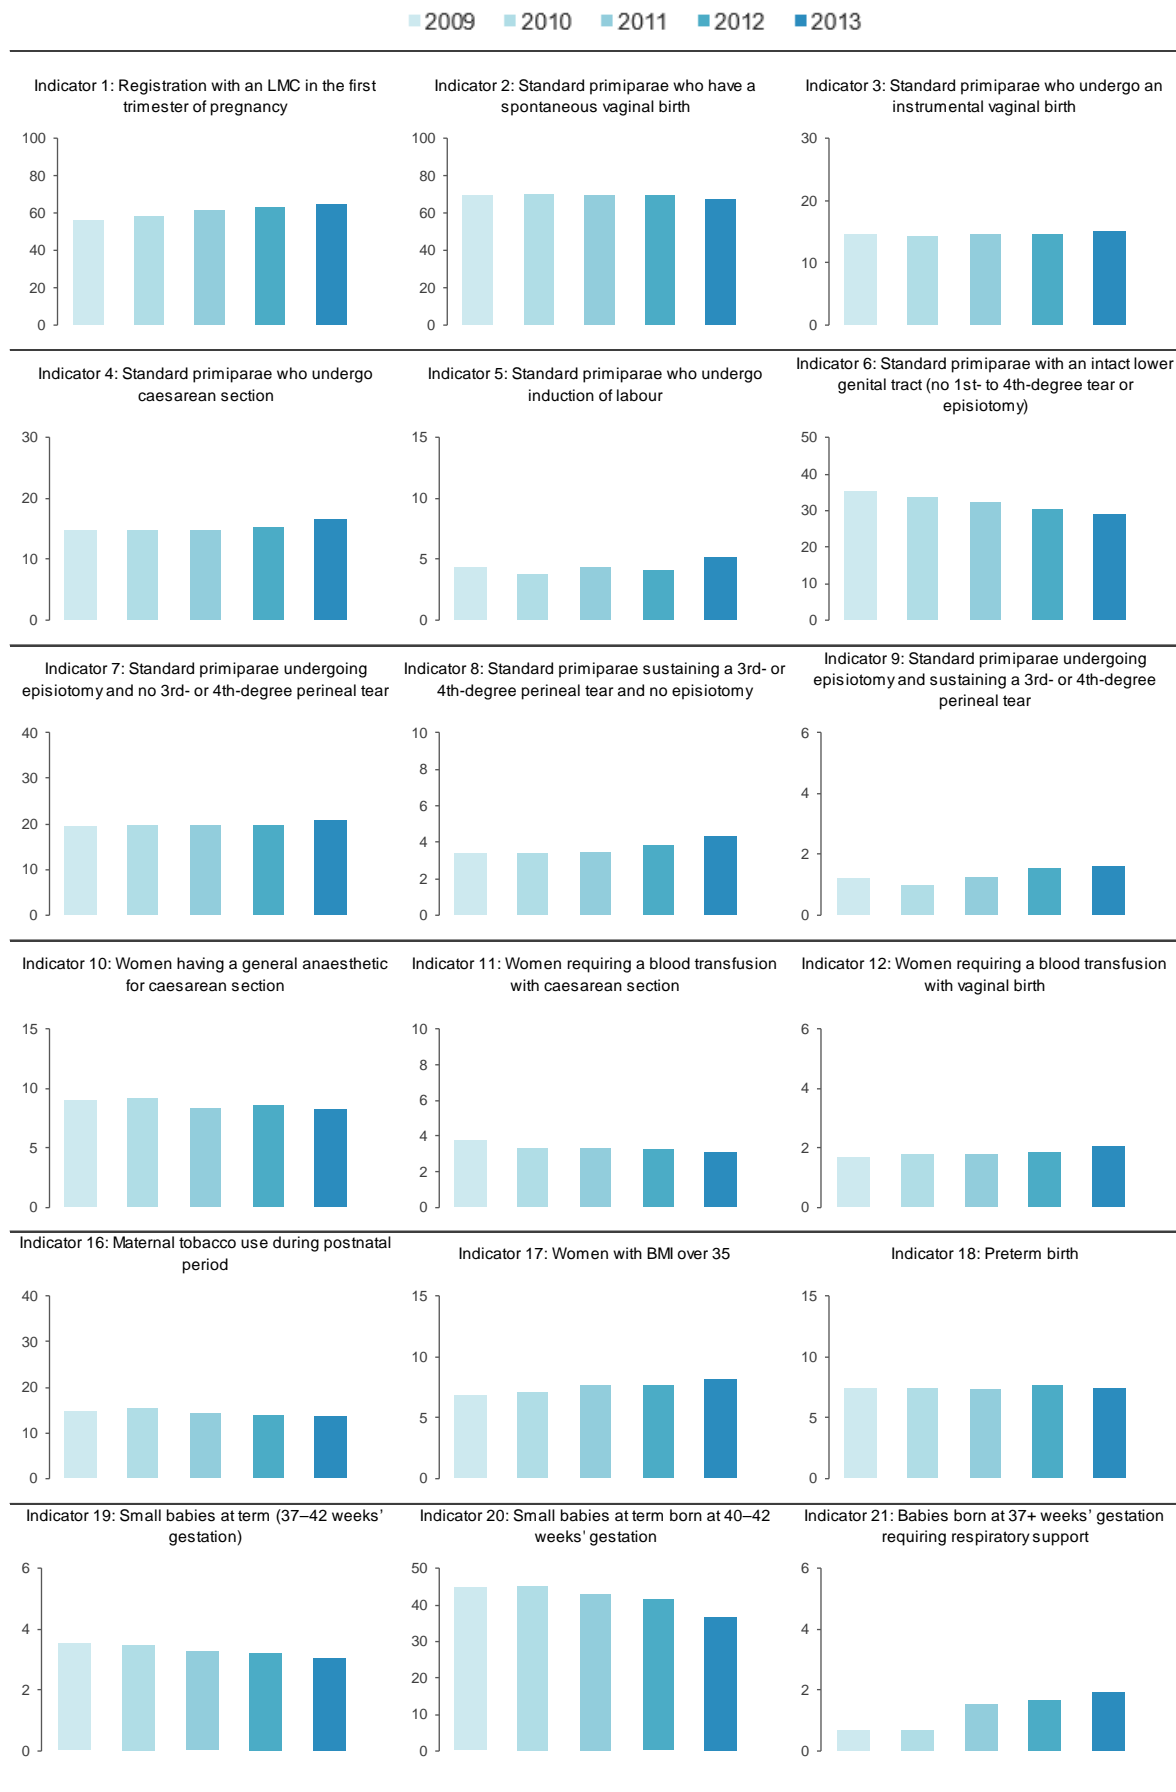 2009 2010 2011 2012 2013
Indicator 1: Registration with an LMC in the first
trimester of pregnancy
100
80
60
40
20
0
Indicator 2: Standard primiparae who have a
spontaneous vaginal birth
100
80
60
40
20
0
Indicator 3: Standard primiparae who undergo an
instrumental vaginal birth
30
20
10
0
Indicator 4: Standard primiparae who undergo
caesarean section
30
20
10
0
Indicator 5: Standard primiparae who undergo
induction of labour
15
10
5
0
Indicator 6: Standard primiparae with an intact lower
genital tract (no 1st- to 4th-degree tear or
episiotomy)
50
40
30
20
10
0
Indicator 7: Standard primiparae undergoing
episiotomy and no 3rd- or 4th-degree perineal tear
40
30
20
10
0
Indicator 8: Standard primiparae sustaining a 3rd- or
4th-degree perineal tear and no episiotomy
10
8
6
4
2
0
Indicator 9: Standard primiparae undergoing
episiotomy and sustaining a 3rd- or 4th-degree
perineal tear
6
4
2
0
Indicator 10: Women having a general anaesthetic
for caesarean section
15
10
5
0
Indicator 11: Women requiring a blood transfusion
with caesarean section
10
8
6
4
2
0
Indicator 12: Women requiring a blood transfusion
with vaginal birth
6
4
2
0
Indicator 16: Maternal tobacco use during postnatal
period
40
30
20
10
0
Indicator 17: Women with BMI over 35
15
10
5
0
Indicator 18: Preterm birth
15
10
5
0
Indicator 19: Small babies at term (37–42 weeks’
gestation)
6
4
2
0
Indicator 20: Small babies at term born at 40–42
weeks' gestation
50
40
30
20
10
0
Indicator 21: Babies born at 37+ weeks’ gestation
requiring respiratory support
6
4
2
0